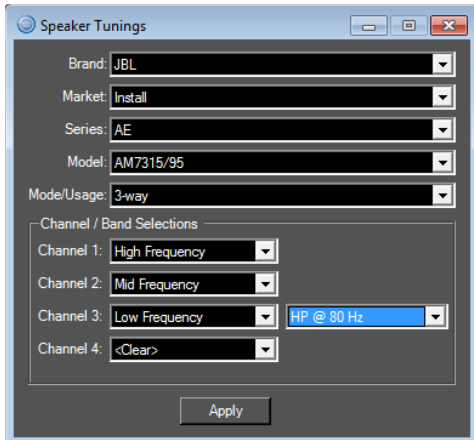 Speaker Tunings
Brand: JBL
Market: Install
Series: AE
Model: AM7315/95
Mode/Usage: 3-way
Channel / Band Selections
Channel 1: High Frequency
Channel 2: Mid Frequency
Channel 3: Low Frequency HP @ 80 Hz
Channel 4: <Clear>
Apply